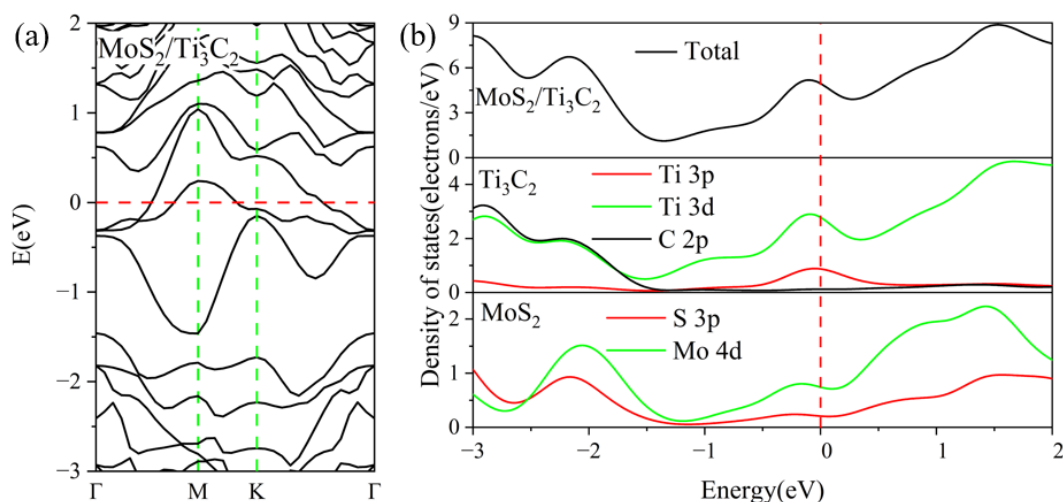 (a)
MoS2/Ti3C2
E(eV)
2
1
0
−1
−2
−3
Γ
M
K
Γ
(b)
Density of states(electrons/eV)
9
6
3
0
Total
MoS2/Ti3C2
4
2
0
Ti3C2
Ti 3p
Ti 3d
C 2p
2
1
0
MoS2
S 3p
Mo 4d
−3
−2
−1
0
1
2
Energy(eV)